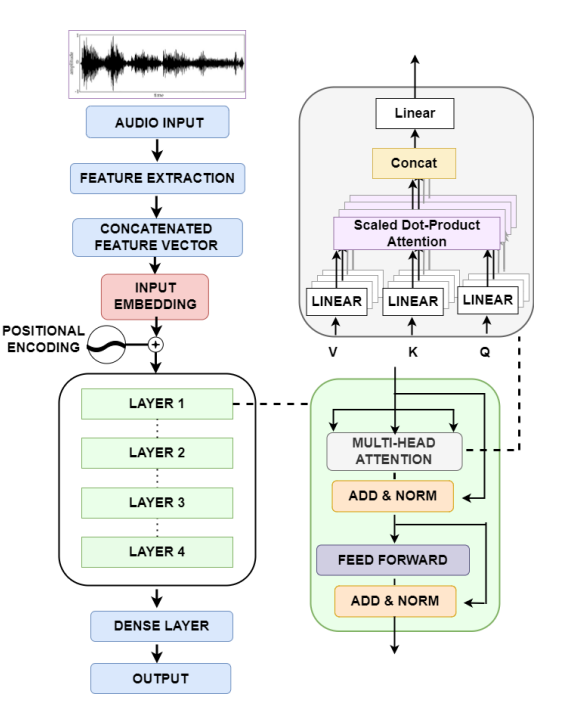 amplitude
time
AUDIO INPUT
FEATURE EXTRACTION
CONCATENATED
FEATURE VECTOR
INPUT
EMBEDDING
POSITIONAL
ENCODING
+
LAYER 1
LAYER 2
LAYER 3
LAYER 4
DENSE LAYER
OUTPUT
Linear
Concat
Scaled Dot-Product
Attention
LINEAR
LINEAR
LINEAR
V
K
Q
MULTI-HEAD
ATTENTION
ADD & NORM
FEED FORWARD
ADD & NORM